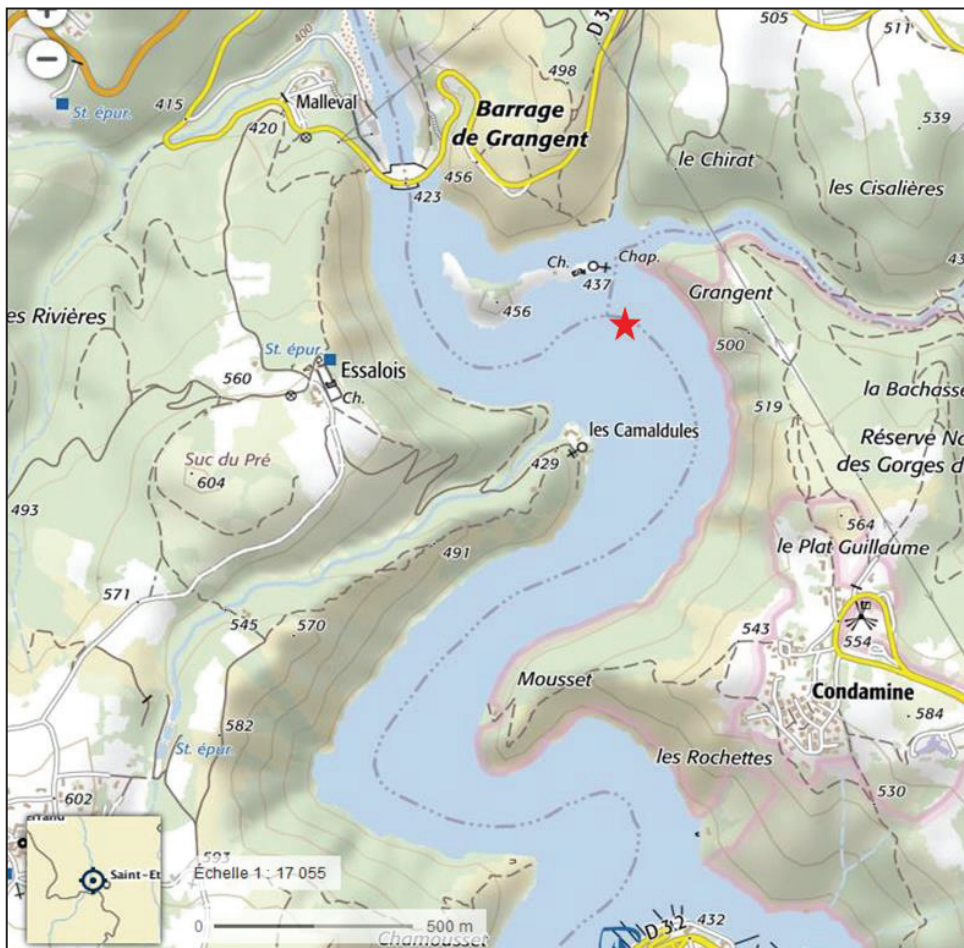 505
511
D 3
400
498
St. épur.
415
Malleval
420
Barrage
de Grangent
539
le Chirat
456
les Cisalières
423
Ch.
Chap.
437
Grangent
456
es Rivières
500
St. épur.
Essalois
560
Ch.
519
la Bachasse
les Camaldules
Réserve
des Gorges d
429
Suc du Pré
604
493
564
491
le Plat Guillaume
571
545
570
543
554
Mousset
Condamine
582
584
St. épur.
les Rochettes
602
530
Saint-Et
593
Échelle 1 : 17 055
0
500 m
432
D 3.2
Chamousset